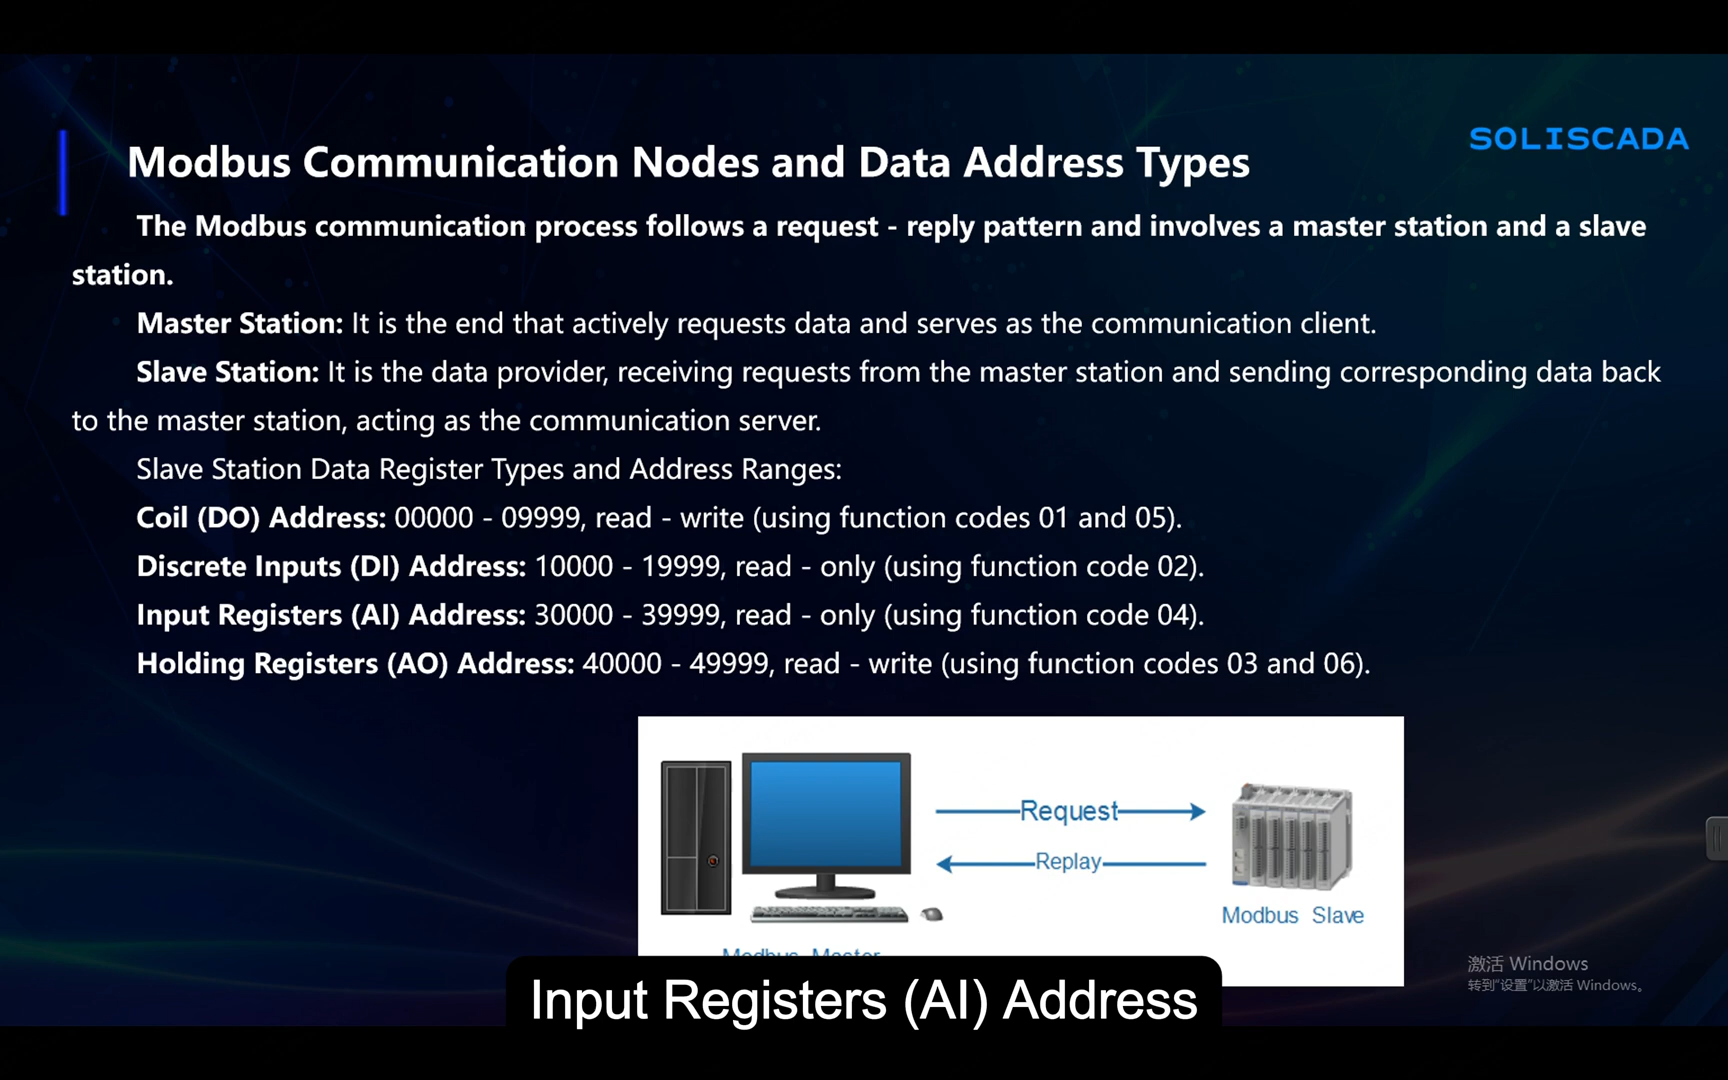 SOLISCADA
Modbus Communication Nodes and Data Address Types
The Modbus communication process follows a request - reply pattern and involves a master station and a slave
station.
Master Station: It is the end that actively requests data and serves as the communication client.
Slave Station: It is the data provider, receiving requests from the master station and sending corresponding data back
to the master station, acting as the communication server.
Slave Station Data Register Types and Address Ranges:
Coil (DO) Address: 00000 - 09999, read - write (using function codes 01 and 05).
Discrete Inputs (DI) Address: 10000 - 19999, read - only (using function code 02).
Input Registers (AI) Address: 30000 - 39999, read - only (using function code 04).
Holding Registers (AO) Address: 40000 - 49999, read - write (using function codes 03 and 06).
Request
Replay
Modbus Slave
Modbus Master
激活 Windows
转到“设置”以激活 Windows。
Input Registers (AI) Address